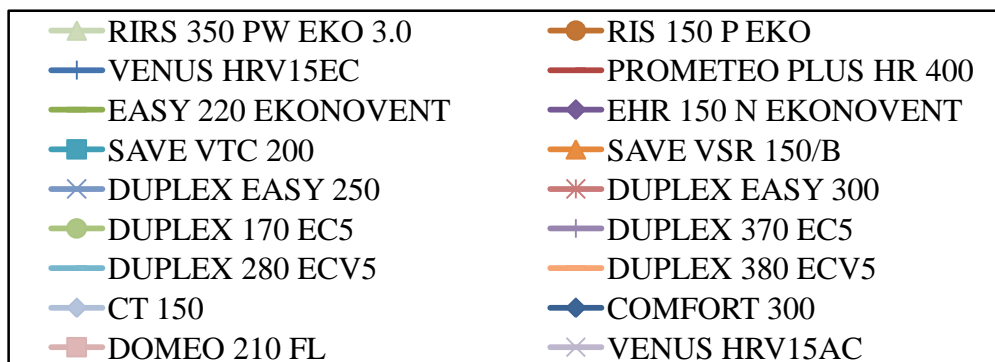 RIRS 350 PW EKO 3.0 RIS 150 P EKO
VENUS HRV15EC PROMETEO PLUS HR 400
EASY 220 EKONOVENT EHR 150 N EKONOVENT
SAVE VTC 200 SAVE VSR 150/B
DUPLEX EASY 250 DUPLEX EASY 300
DUPLEX 170 EC5 DUPLEX 370 EC5
DUPLEX 280 ECV5 DUPLEX 380 ECV5
CT 150 COMFORT 300
DOMEO 210 FL VENUS HRV15AC